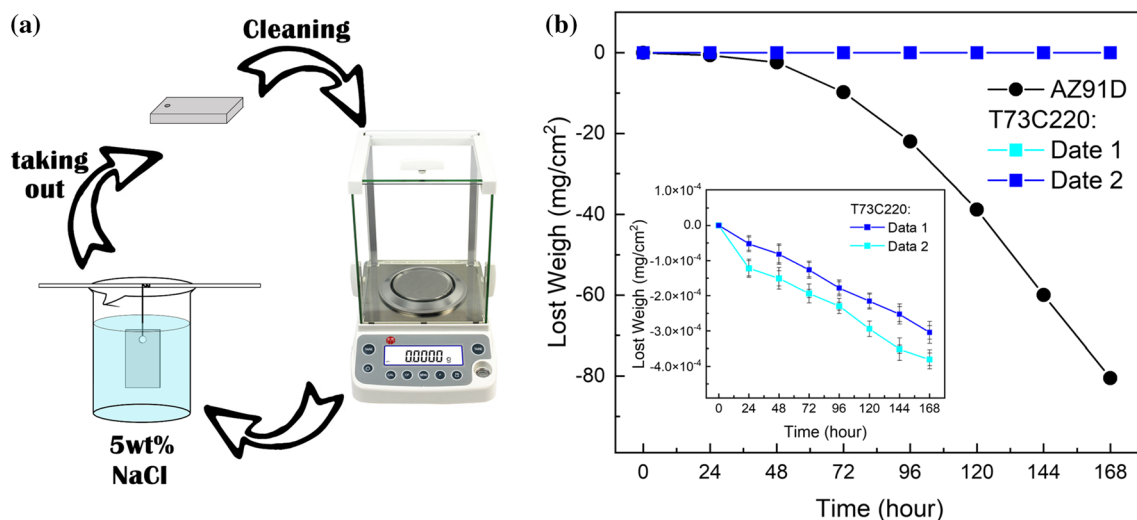 (a)
Cleaning
taking
out
0.0000 g
5wt%
NaCl
(b)
Lost Weigh (mg/cm²)
0
-20
-40
-60
-80
AZ91D
T73C220:
Date 1
Date 2
Lost Weigh (mg/cm²)
1.0×10⁻⁴
0.0
-1.0×10⁻⁴
-2.0×10⁻⁴
-3.0×10⁻⁴
-4.0×10⁻⁴
T73C220:
Data 1
Data 2
0 24 48 72 96 120 144 168
Time (hour)
0 24 48 72 96 120 144 168
Time (hour)